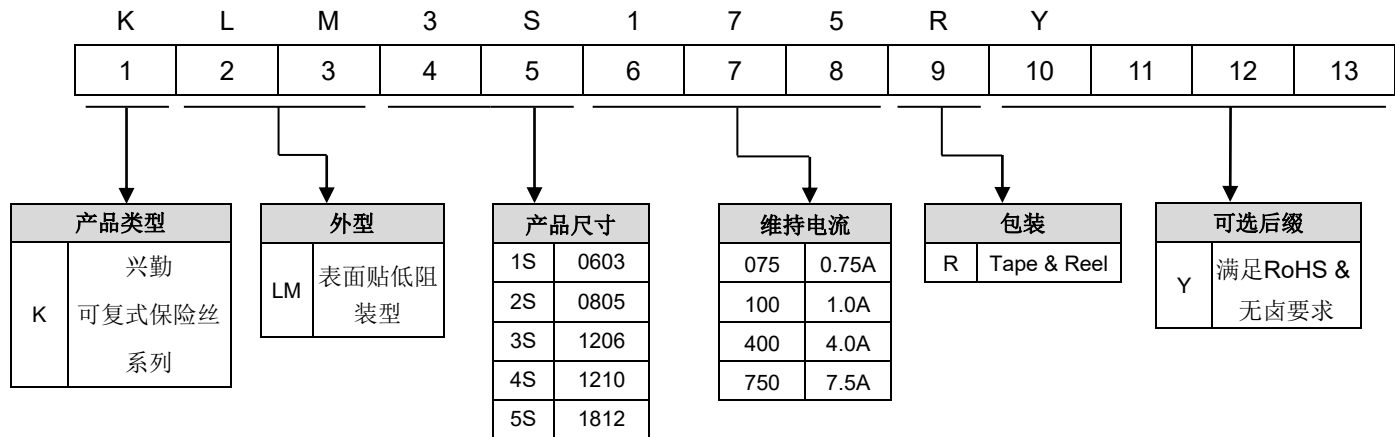 K L M 3 S 1 7 5 R Y
1 2 3 4 5 6 7 8 9 10 11 12 13
产品类型
K
兴勤
可复式保险丝
系列
外型
LM
表面贴低阻
装型
产品尺寸
1S 0603
2S 0805
3S 1206
4S 1210
5S 1812
维持电流
075 0.75A
100 1.0A
400 4.0A
750 7.5A
包装
R Tape & Reel
可选后缀
Y
满足RoHS &
无卤要求